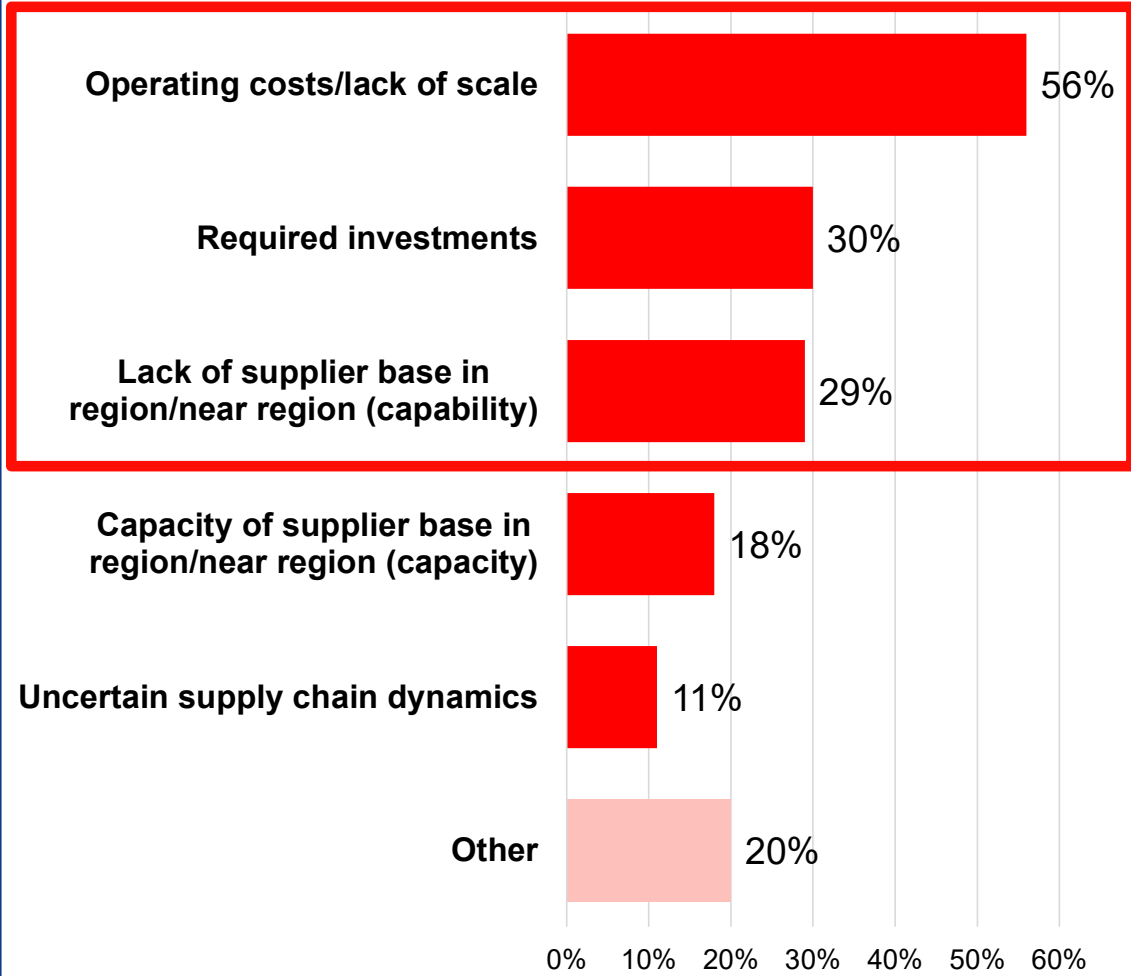 Operating costs/lack of scale
56%
Required investments
30%
Lack of supplier base in
region/near region (capability)
29%
Capacity of supplier base in
region/near region (capacity)
18%
Uncertain supply chain dynamics
11%
Other
20%
0% 10% 20% 30% 40% 50% 60%